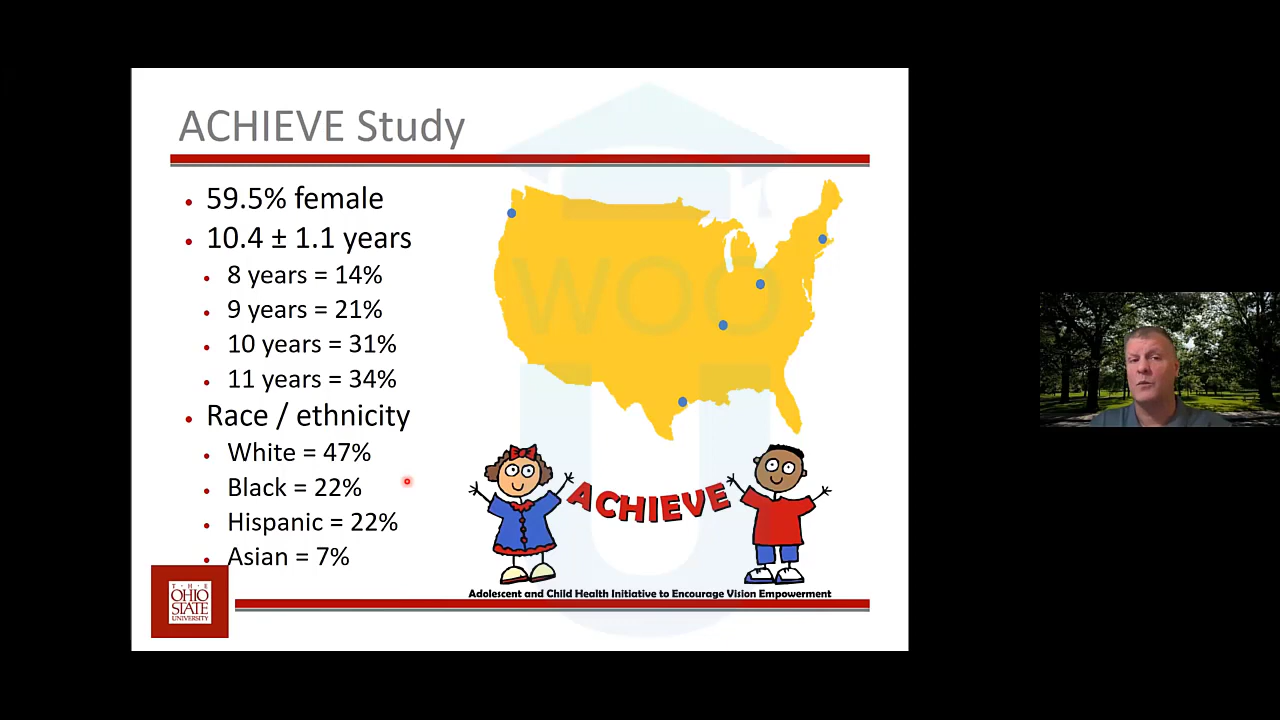 ACHIEVE Study
• 59.5% female
• 10.4 ± 1.1 years
• 8 years = 14%
• 9 years = 21%
• 10 years = 31%
• 11 years = 34%
• Race / ethnicity
• White = 47%
• Black = 22%
• Hispanic = 22%
• Asian = 7%
WOO
ACHIEVE
Adolescent and Child Health Initiative to Encourage Vision Empowerment
THE
OHIO
STATE
UNIVERSITY